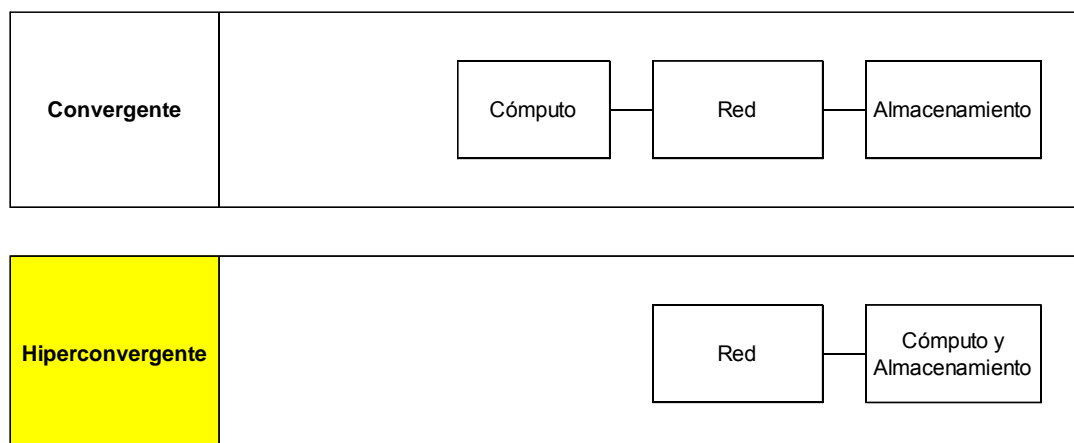 Convergente
Cómputo
Red
Almacenamiento
Hiperconvergente
Red
Cómputo y
Almacenamiento